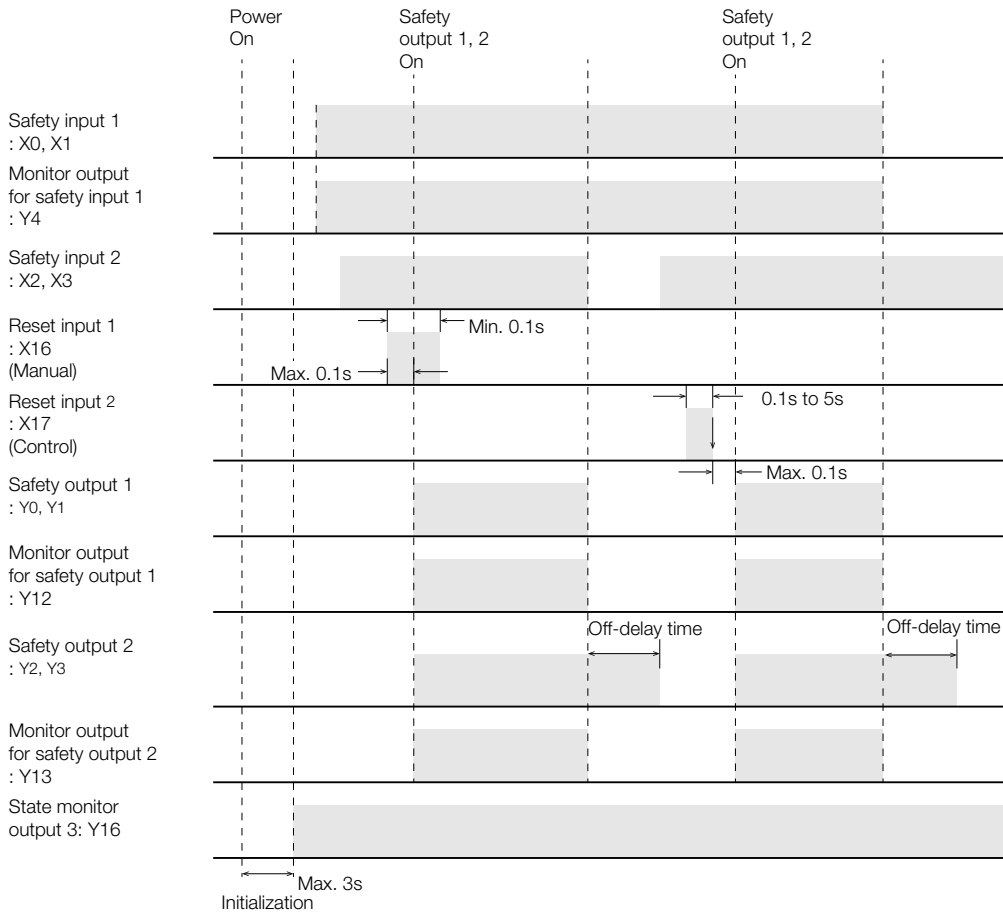 Power
On
Safety
output 1, 2
On
Safety
output 1, 2
On
Safety input 1
: X0, X1
Monitor output
for safety input 1
: Y4
Safety input 2
: X2, X3
Reset input 1
: X16
(Manual)
Min. 0.1s
Max. 0.1s
Reset input 2
: X17
(Control)
0.1s to 5s
Max. 0.1s
Safety output 1
: Y0, Y1
Monitor output
for safety output 1
: Y12
Safety output 2
: Y2, Y3
Off-delay time
Off-delay time
Monitor output
for safety output 2
: Y13
State monitor
output 3: Y16
Max. 3s
Initialization